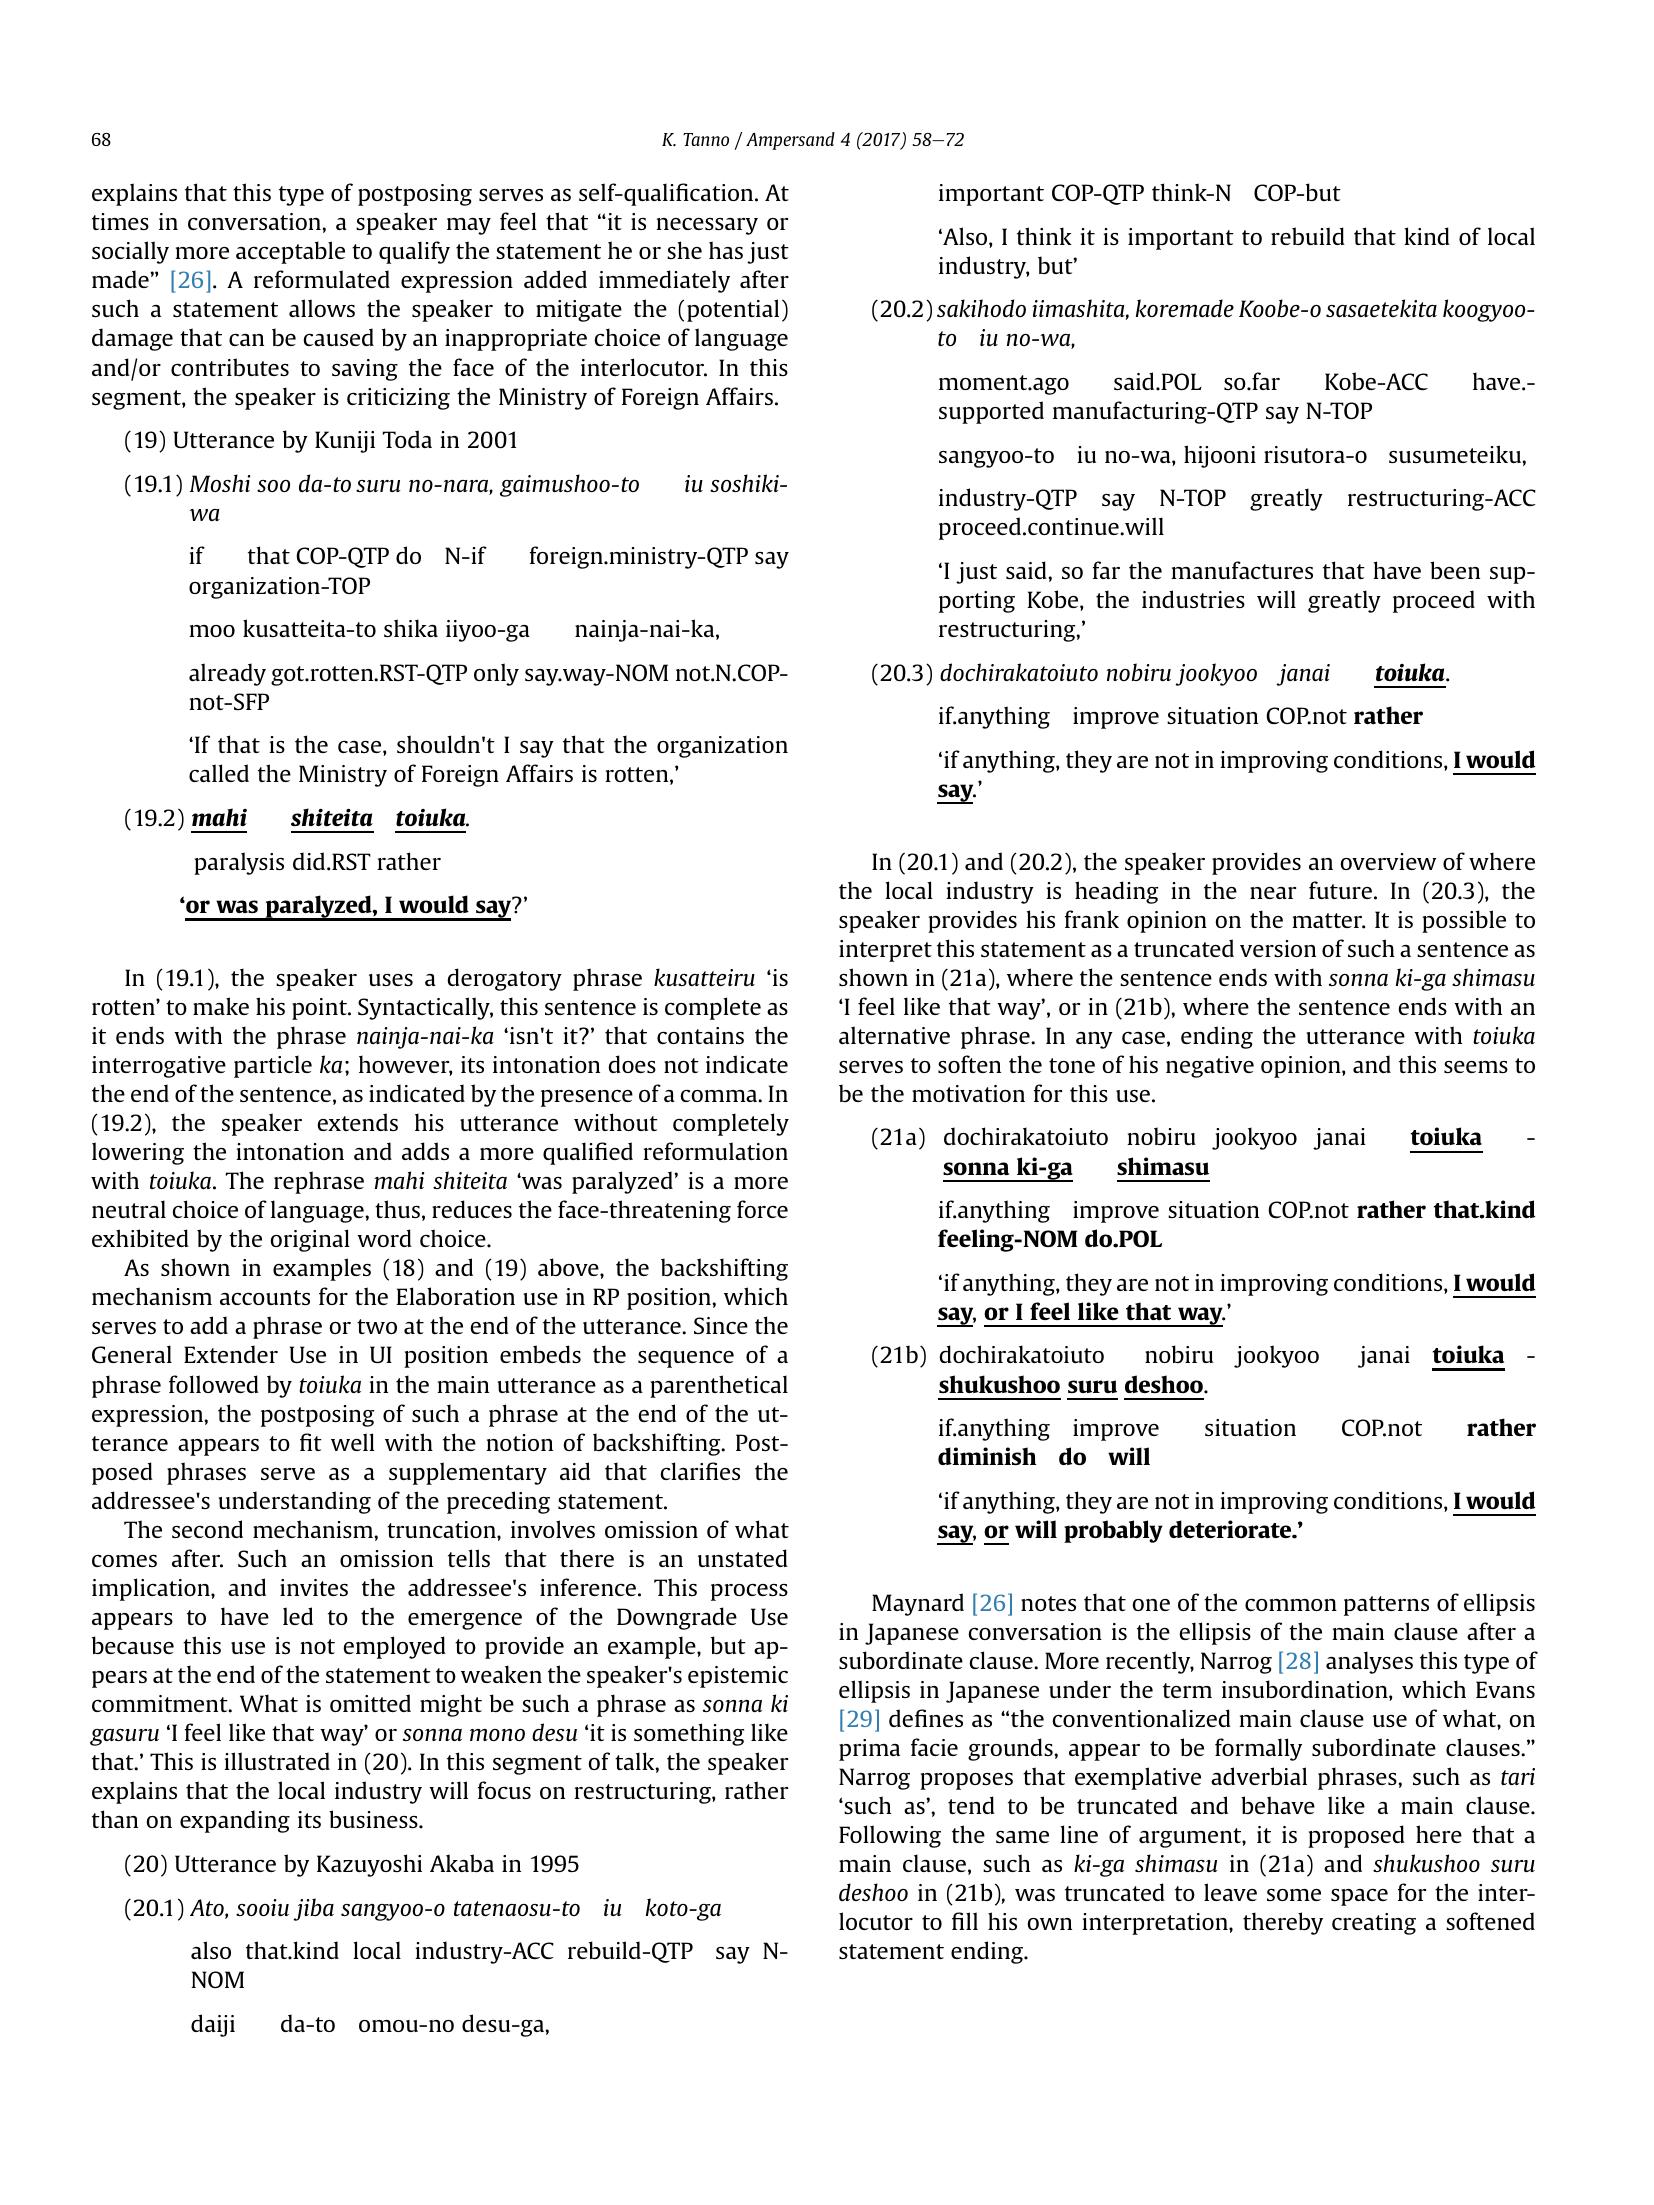 68
K. Tanno / Ampersand 4 (2017) 58–72
explains that this type of postposing serves as self-qualification. At
times in conversation, a speaker may feel that “it is necessary or
socially more acceptable to qualify the statement he or she has just
made” [26]. A reformulated expression added immediately after
such a statement allows the speaker to mitigate the (potential)
damage that can be caused by an inappropriate choice of language
and/or contributes to saving the face of the interlocutor. In this
segment, the speaker is criticizing the Ministry of Foreign Affairs.
(19) Utterance by Kuniji Toda in 2001
(19.1) Moshi soo da-to suru no-nara, gaimushoo-to iu soshiki-
wa
if that COP-QTP do N-if foreign.ministry-QTP say
organization-TOP
moo kusatteita-to shika iiyoo-ga nainja-nai-ka,
already got.rotten.RST-QTP only say.way-NOM not.N.COP-
not-SFP
‘If that is the case, shouldn't I say that the organization
called the Ministry of Foreign Affairs is rotten,’
(19.2) mahi shiteita toiuka.
paralysis did.RST rather
‘or was paralyzed, I would say?’
In (19.1), the speaker uses a derogatory phrase kusatteiru ‘is
rotten’ to make his point. Syntactically, this sentence is complete as
it ends with the phrase nainja-nai-ka ‘isn't it?’ that contains the
interrogative particle ka; however, its intonation does not indicate
the end of the sentence, as indicated by the presence of a comma. In
(19.2), the speaker extends his utterance without completely
lowering the intonation and adds a more qualified reformulation
with toiuka. The rephrase mahi shiteita ‘was paralyzed’ is a more
neutral choice of language, thus, reduces the face-threatening force
exhibited by the original word choice.
As shown in examples (18) and (19) above, the backshifting
mechanism accounts for the Elaboration use in RP position, which
serves to add a phrase or two at the end of the utterance. Since the
General Extender Use in UI position embeds the sequence of a
phrase followed by toiuka in the main utterance as a parenthetical
expression, the postposing of such a phrase at the end of the ut-
terance appears to fit well with the notion of backshifting. Post-
posed phrases serve as a supplementary aid that clarifies the
addressee's understanding of the preceding statement.
The second mechanism, truncation, involves omission of what
comes after. Such an omission tells that there is an unstated
implication, and invites the addressee's inference. This process
appears to have led to the emergence of the Downgrade Use
because this use is not employed to provide an example, but ap-
pears at the end of the statement to weaken the speaker's epistemic
commitment. What is omitted might be such a phrase as sonna ki
gasuru ‘I feel like that way’ or sonna mono desu ‘it is something like
that.’ This is illustrated in (20). In this segment of talk, the speaker
explains that the local industry will focus on restructuring, rather
than on expanding its business.
(20) Utterance by Kazuyoshi Akaba in 1995
(20.1) Ato, sooiu jiba sangyoo-o tatenaosu-to iu koto-ga
also that.kind local industry-ACC rebuild-QTP say N-
NOM
daiji da-to omou-no desu-ga,
important COP-QTP think-N COP-but
‘Also, I think it is important to rebuild that kind of local
industry, but’
(20.2) sakihodo iimashita, koremade Koobe-o sasaetekita koogyoo-
to iu no-wa,
moment.ago said.POL so.far Kobe-ACC have.-
supported manufacturing-QTP say N-TOP
sangyoo-to iu no-wa, hijooni risutora-o susumeteiku,
industry-QTP say N-TOP greatly restructuring-ACC
proceed.continue.will
‘I just said, so far the manufactures that have been sup-
porting Kobe, the industries will greatly proceed with
restructuring,’
(20.3) dochirakatoiuto nobiru jookyoo janai toiuka.
if.anything improve situation COP.not rather
‘if anything, they are not in improving conditions, I would
say.’
In (20.1) and (20.2), the speaker provides an overview of where
the local industry is heading in the near future. In (20.3), the
speaker provides his frank opinion on the matter. It is possible to
interpret this statement as a truncated version of such a sentence as
shown in (21a), where the sentence ends with sonna ki-ga shimasu
‘I feel like that way’, or in (21b), where the sentence ends with an
alternative phrase. In any case, ending the utterance with toiuka
serves to soften the tone of his negative opinion, and this seems to
be the motivation for this use.
(21a) dochirakatoiuto nobiru jookyoo janai toiuka -
sonna ki-ga shimasu
if.anything improve situation COP.not rather that.kind
feeling-NOM do.POL
‘if anything, they are not in improving conditions, I would
say, or I feel like that way.’
(21b) dochirakatoiuto nobiru jookyoo janai toiuka -
shukushoo suru deshoo.
if.anything improve situation COP.not rather
diminish do will
‘if anything, they are not in improving conditions, I would
say, or will probably deteriorate.’
Maynard [26] notes that one of the common patterns of ellipsis
in Japanese conversation is the ellipsis of the main clause after a
subordinate clause. More recently, Narrog [28] analyses this type of
ellipsis in Japanese under the term insubordination, which Evans
[29] defines as “the conventionalized main clause use of what, on
prima facie grounds, appear to be formally subordinate clauses.”
Narrog proposes that exemplative adverbial phrases, such as tari
‘such as’, tend to be truncated and behave like a main clause.
Following the same line of argument, it is proposed here that a
main clause, such as ki-ga shimasu in (21a) and shukushoo suru
deshoo in (21b), was truncated to leave some space for the inter-
locutor to fill his own interpretation, thereby creating a softened
statement ending.